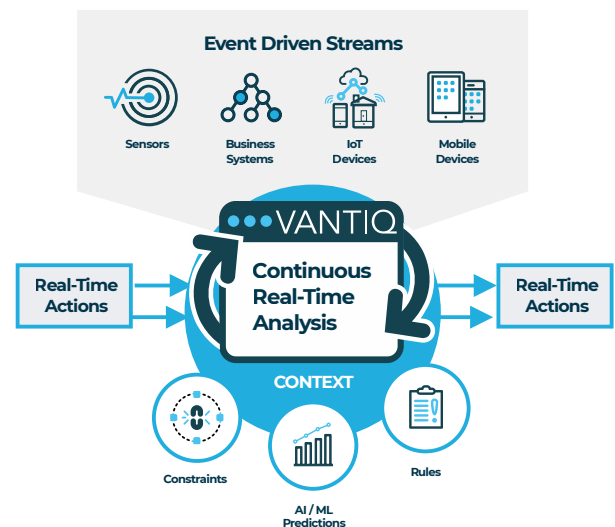 Event Driven Streams
Sensors
Business
Systems
IoT
Devices
Mobile
Devices
VANTIQ
Continuous
Real-Time
Analysis
Real-Time
Actions
Real-Time
Actions
CONTEXT
Constraints
AI / ML
Predictions
Rules